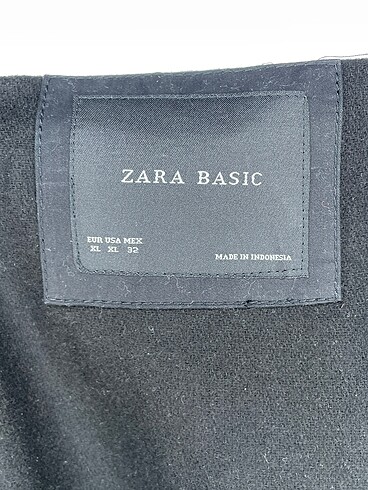 ZARA BASIC
EUR USA MEX
XL XL 32
MADE IN INDONESIA